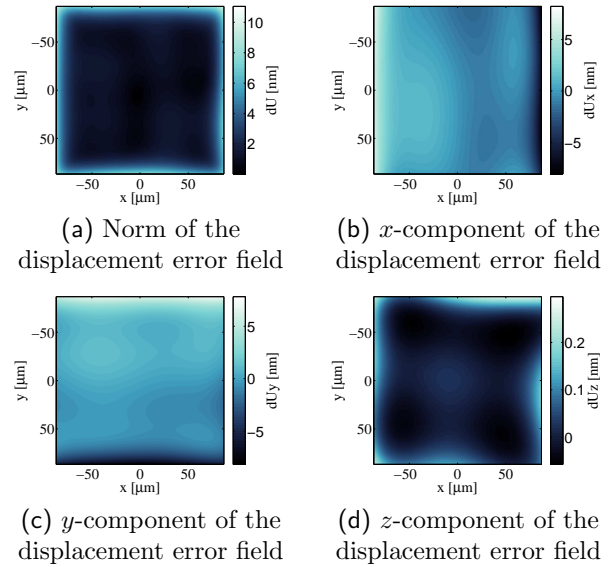 −50
0
50
y [µm]
−50 0 50
x [µm]
10
8
6
4
2
dU [nm]
−50
0
50
y [µm]
−50 0 50
x [µm]
5
0
−5
dUx [nm]
(a) Norm of the
displacement error field
(b) x-component of the
displacement error field
−50
0
50
y [µm]
−50 0 50
x [µm]
5
0
−5
dUy [nm]
−50
0
50
y [µm]
−50 0 50
x [µm]
0.2
0.1
0
dUz [nm]
(c) y-component of the
displacement error field
(d) z-component of the
displacement error field